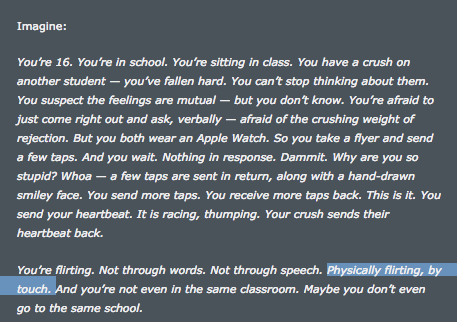 Imagine:
You’re 16. You’re in school. You’re sitting in class. You have a crush on
another student — you’ve fallen hard. You can’t stop thinking about them.
You suspect the feelings are mutual — but you don’t know. You’re afraid to
just come right out and ask, verbally — afraid of the crushing weight of
rejection. But you both wear an Apple Watch. So you take a flyer and send
a few taps. And you wait. Nothing in response. Dammit. Why are you so
stupid? Whoa — a few taps are sent in return, along with a hand-drawn
smiley face. You send more taps. You receive more taps back. This is it. You
send your heartbeat. It is racing, thumping. Your crush sends their
heartbeat back.
You’re flirting. Not through words. Not through speech. Physically flirting, by
touch. And you’re not even in the same classroom. Maybe you don’t even
go to the same school.